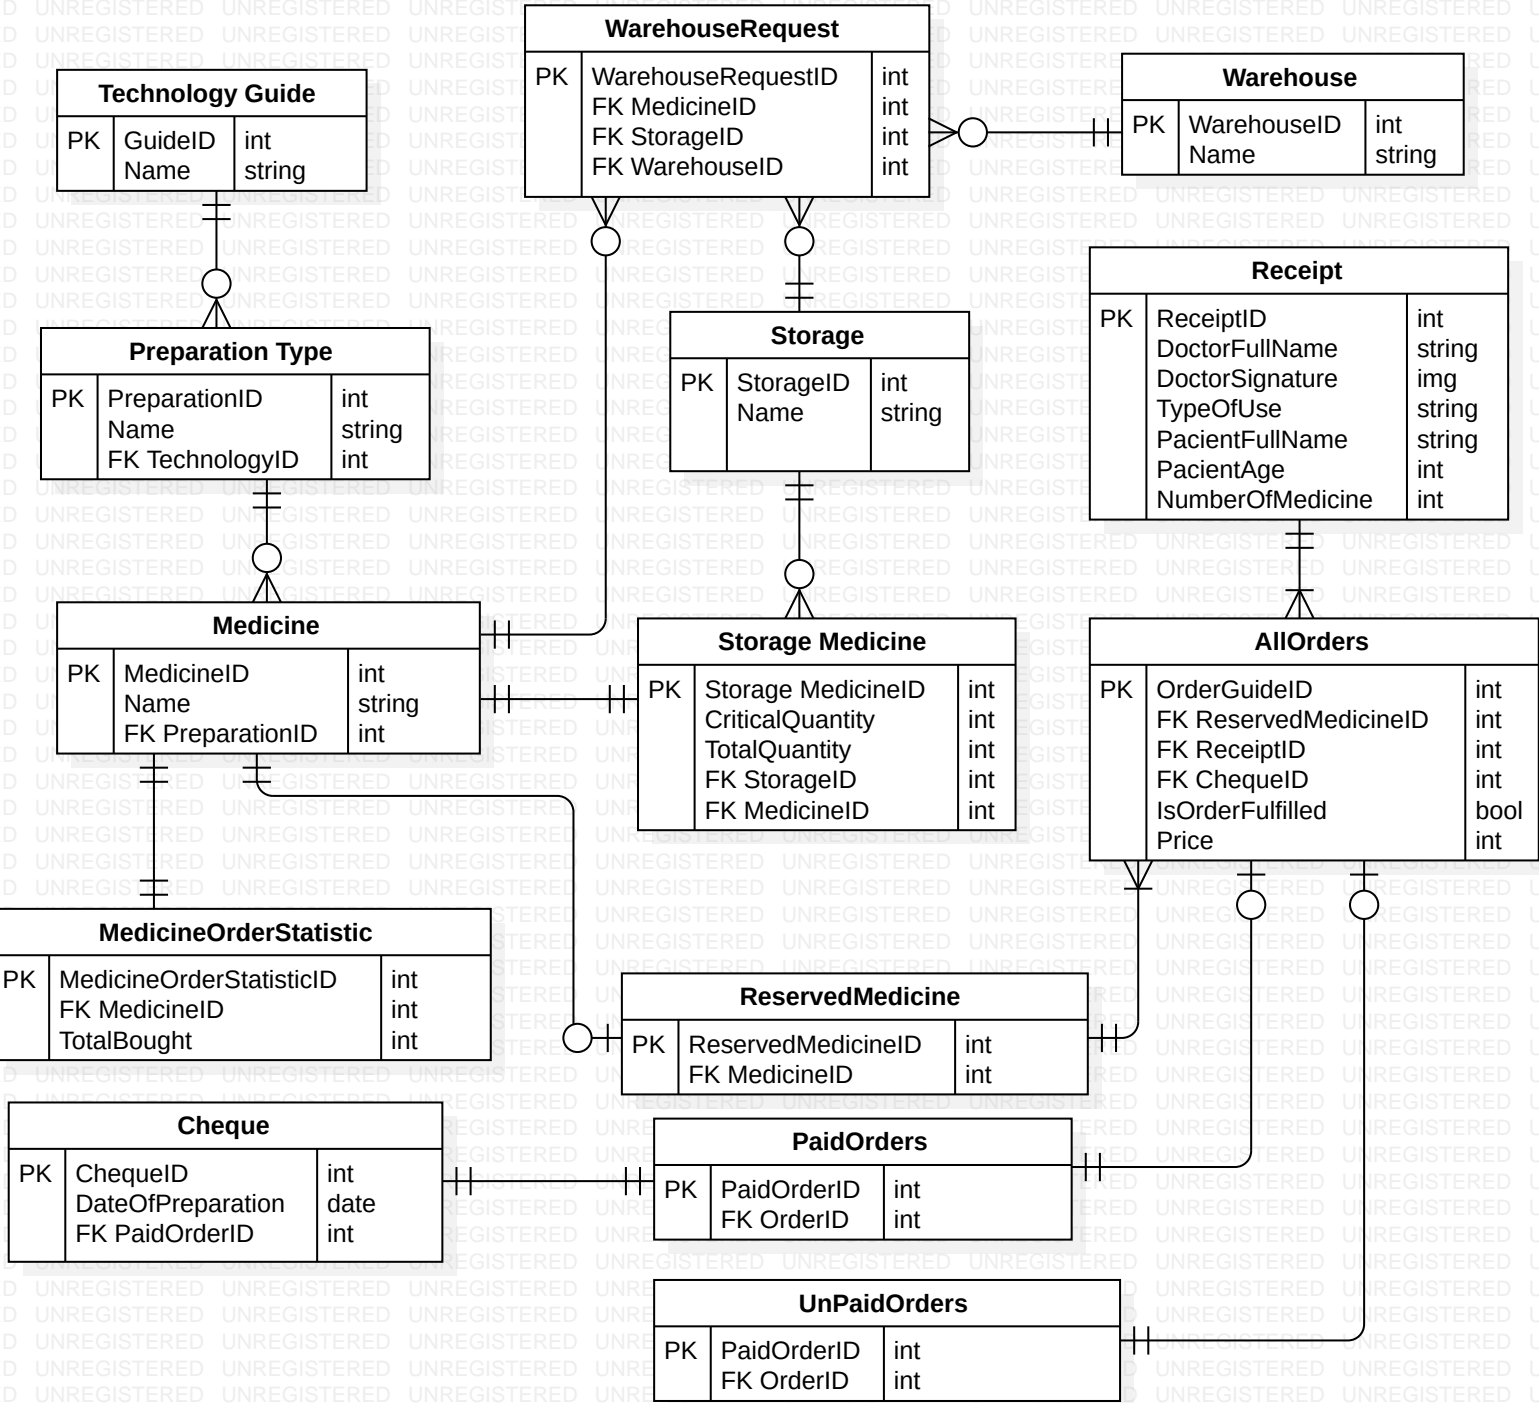 WarehouseRequest
PK WarehouseRequestID int
FK MedicineID int
FK StorageID int
FK WarehouseID int
Warehouse
PK WarehouseID int
Name string
Technology Guide
PK GuideID int
Name string
Receipt
PK ReceiptID int
DoctorFullName string
DoctorSignature img
TypeOfUse string
PacientFullName string
PacientAge int
NumberOfMedicine int
Preparation Type
PK PreparationID int
Name string
FK TechnologyID int
Storage
PK StorageID int
Name string
Medicine
PK MedicineID int
Name string
FK PreparationID int
Storage Medicine
PK Storage MedicineID int
CriticalQuantity int
TotalQuantity int
FK StorageID int
FK MedicineID int
AllOrders
PK OrderGuideID int
FK ReservedMedicineID int
FK ReceiptID int
FK ChequeID int
IsOrderFulfilled bool
Price int
MedicineOrderStatistic
PK MedicineOrderStatisticID int
FK MedicineID int
TotalBought int
ReservedMedicine
PK ReservedMedicineID int
FK MedicineID int
Cheque
PK ChequeID int
DateOfPreparation date
FK PaidOrderID int
PaidOrders
PK PaidOrderID int
FK OrderID int
UnPaidOrders
PK PaidOrderID int
FK OrderID int
UNREGISTERED